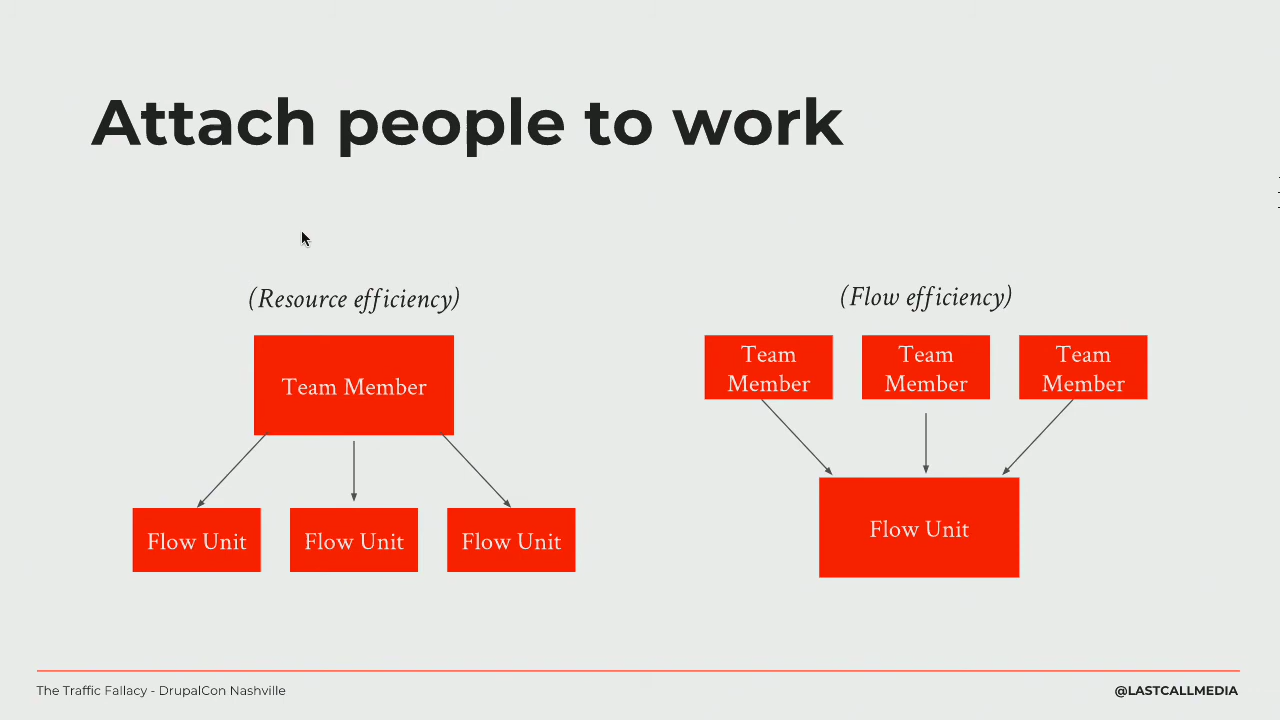 Attach people to work
(Resource efficiency)
Team Member
Flow Unit
Flow Unit
Flow Unit
(Flow efficiency)
Team
Member
Team
Member
Team
Member
Flow Unit
The Traffic Fallacy - DrupalCon Nashville
@LASTCALLMEDIA